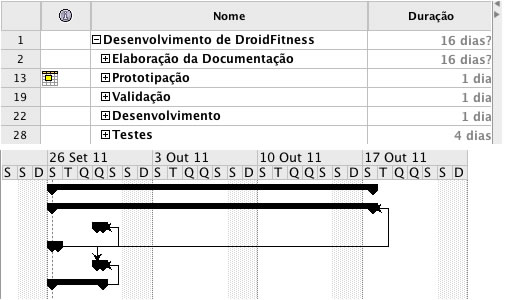 Nome Duração
1 Desenvolvimento de DroidFitness 16 dias?
2 Elaboração da Documentação 16 dias?
13 Prototipação 1 dia
19 Validação 1 dia
22 Desenvolvimento 1 dia
28 Testes 4 dias
26 Set 11 3 Out 11 10 Out 11 17 Out 11
S S D S T Q Q S S D S T Q Q S S D S T Q Q S S D S T Q Q S S D